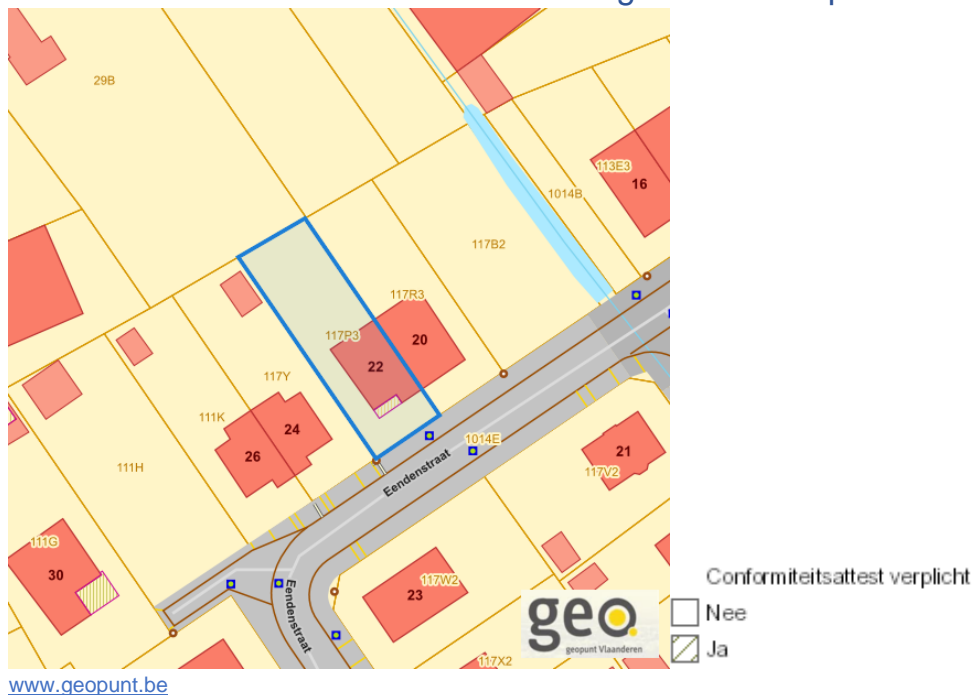 29B
113E3
16
1014B
117B2
117R3
117P3
20
22
117Y
111K
24
26
1014E
Eendenstraat
21
117V2
111H
111G
30
117W2
23
Eendenstraat
117X2
geo.
geopunt Vlaanderen
Conformiteitsattest verplicht
Nee
Ja
www.geopunt.be